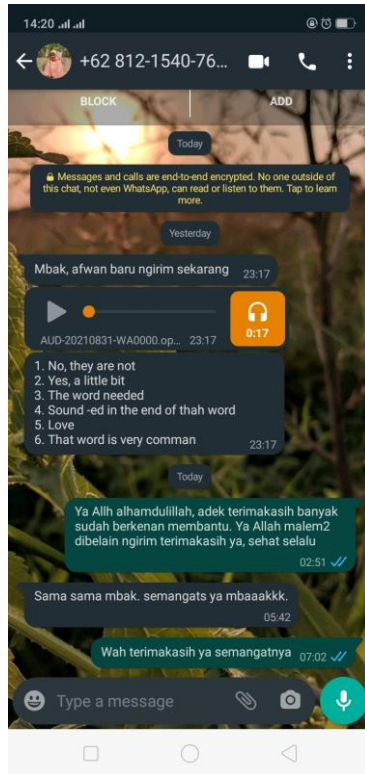 14:20
+62 812-1540-76...
BLOCK
ADD
Today
Messages and calls are end-to-end encrypted. No one outside of
this chat, not even WhatsApp, can read or listen to them. Tap to learn
more.
Yesterday
Mbak, afwan baru ngirim sekarang 23:17
0:17
AUD-20210831-WA0000.op... 23:17
1. No, they are not
2. Yes, a little bit
3. The word needed
4. Sound -ed in the end of thah word
5. Love
6. That word is very comman
23:17
Today
Ya Allh alhamdulillah, adek terimakasih banyak
sudah berkenan membantu. Ya Allah malem2
dibelain ngirim terimakasih ya, sehat selalu
02:51
Sama sama mbak. semangats ya mbaaakkk.
05:42
Wah terimakasih ya semangatnya 07:02
Type a message